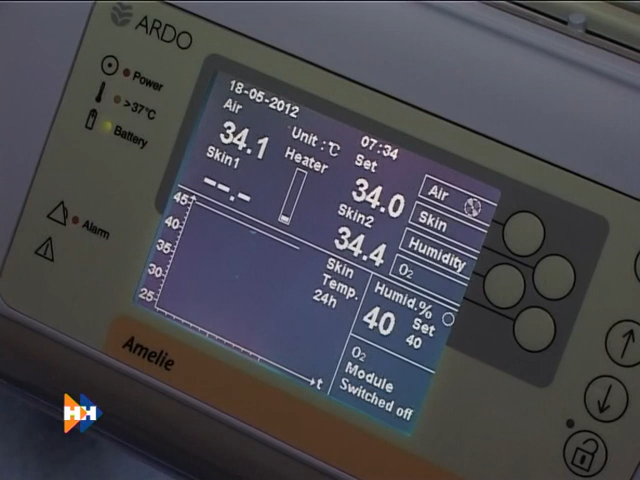 ARDO
Power
>37°C
Battery
Alarm
18-05-2012 07:34
Air Unit : °C Set
34.1 Heater 34.0
Skin1 Skin2
--.- 34.4
Air
Skin
Humidity
O2
45
40
35
30
25
Skin
Temp.
24h
t
Humid.%
40 Set
40
O2
Module
Switched off
Amelie
HH